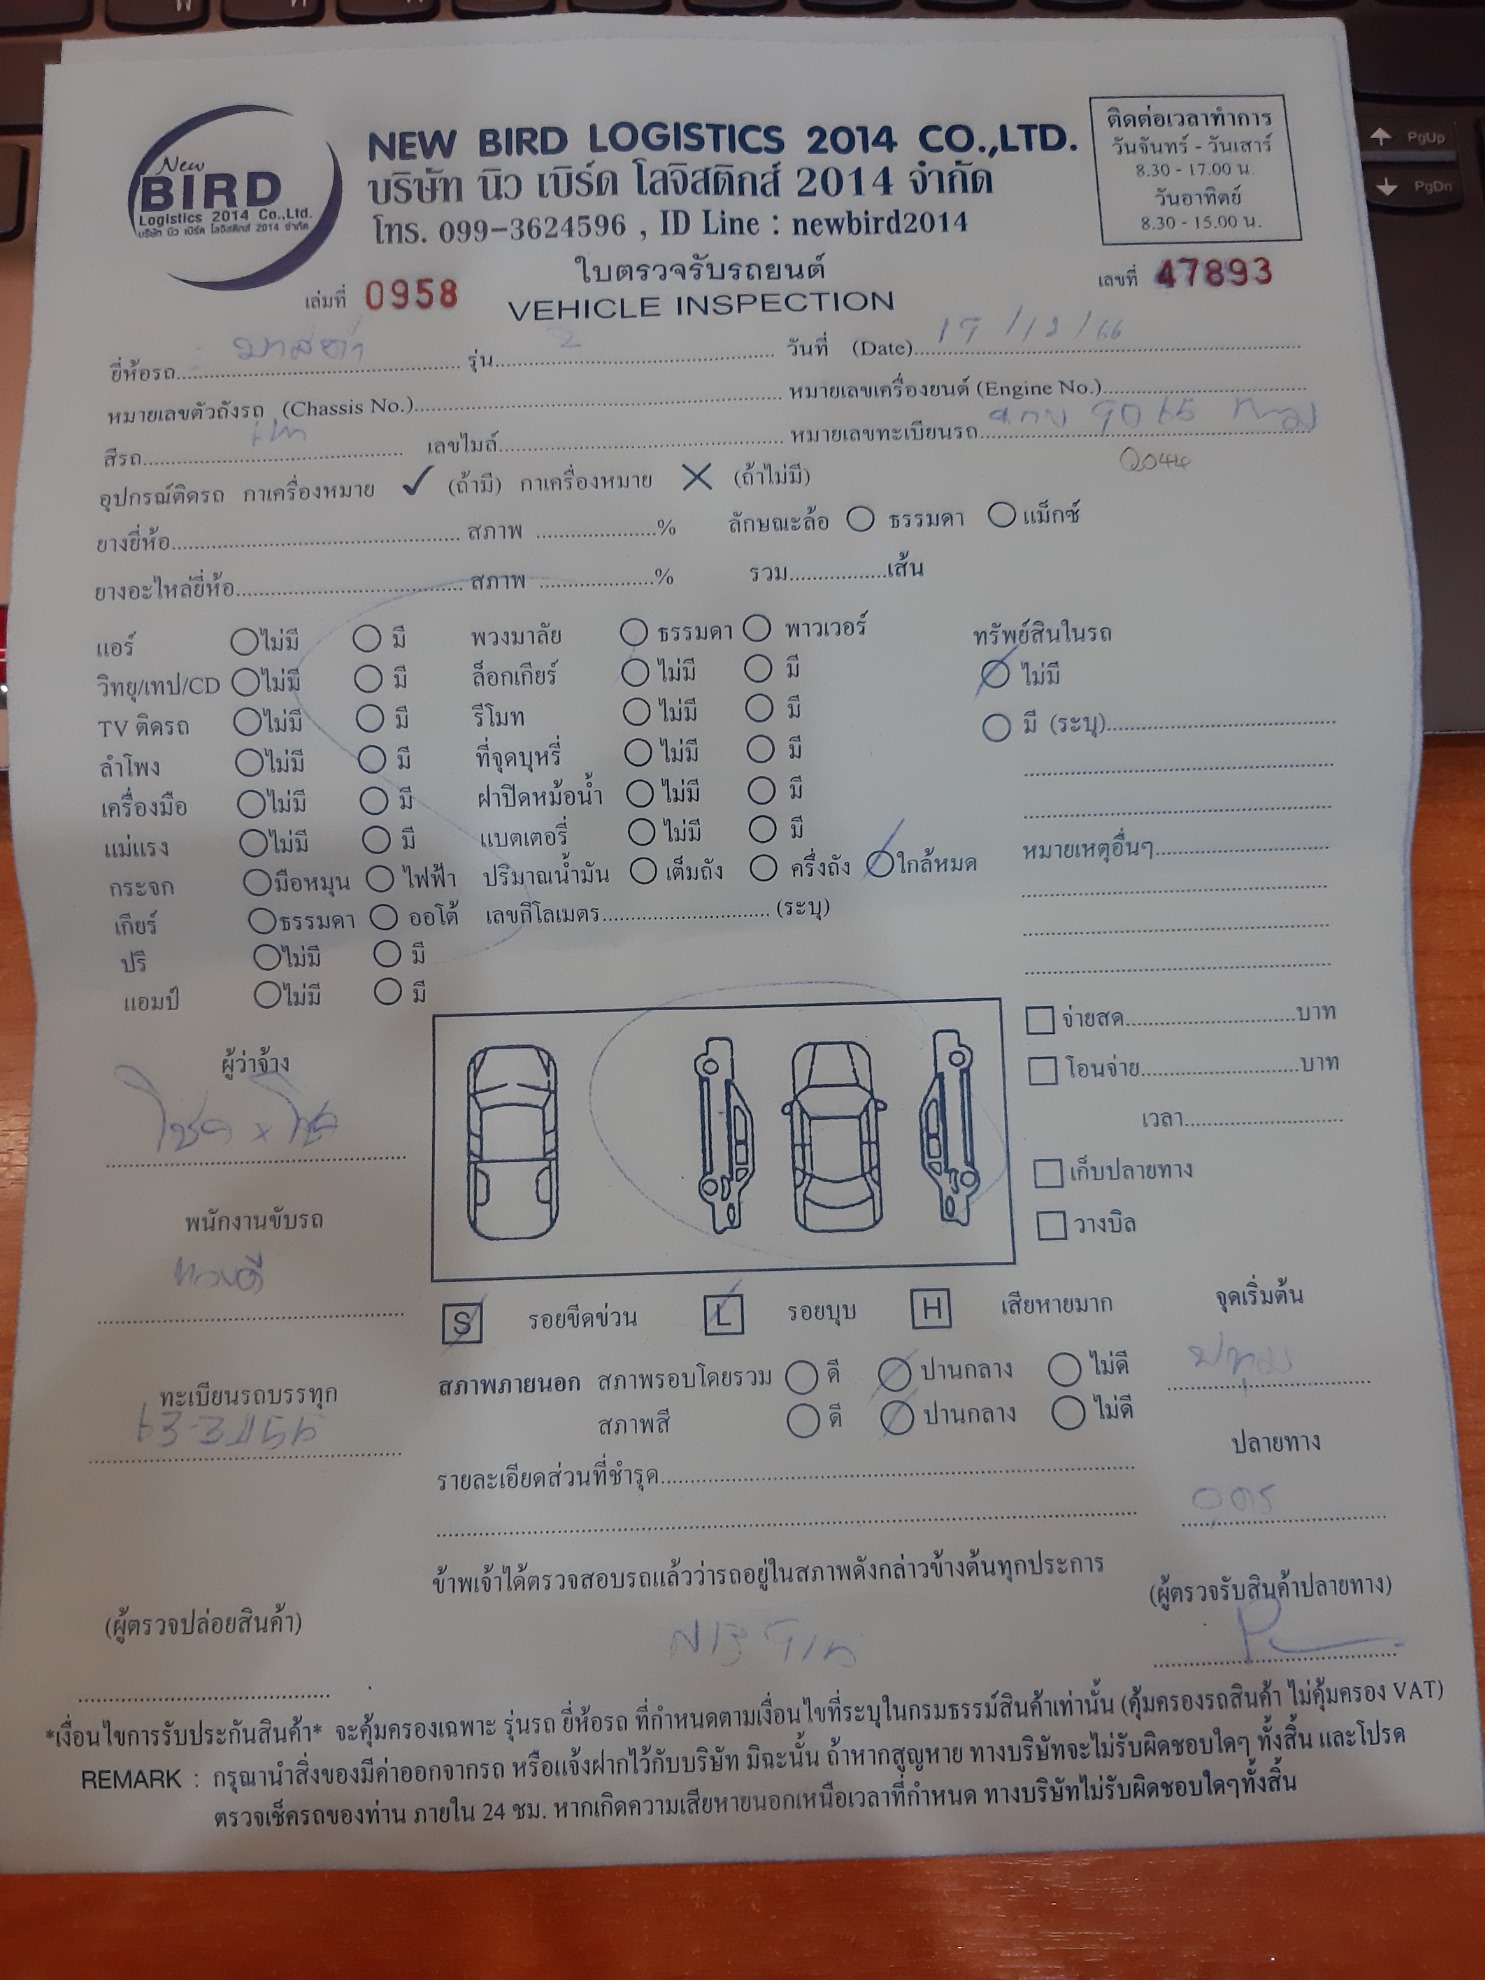 New
BIRD
Logistics 2014 Co.,Ltd.
บริษัท นิว เบิร์ด โลจิสติกส์ 2014 จำกัด
NEW BIRD LOGISTICS 2014 CO.,LTD.
บริษัท นิว เบิร์ด โลจิสติกส์ 2014 จำกัด
โทร. 099-3624596 , ID Line : newbird2014
ติดต่อเวลาทำการ
วันจันทร์ - วันเสาร์
8.30 - 17.00 น.
วันอาทิตย์
8.30 - 15.00 น.
ใบตรวจรับรถยนต์
เล่มที่ 0958
VEHICLE INSPECTION
เลขที่ 47893
ยี่ห้อรถ มาสด้า รุ่น 2 วันที่ (Date) 19/12/66
หมายเลขตัวถังรถ (Chassis No.) หมายเลขเครื่องยนต์ (Engine No.)
สีรถ เทา เลขไมล์ หมายเลขทะเบียนรถ
2044
อุปกรณ์ติดรถ กาเครื่องหมาย ✓ (ถ้ามี) กาเครื่องหมาย ✗ (ถ้าไม่มี)
ยางยี่ห้อ สภาพ % ลักษณะล้อ ธรรมดา แม็กซ์
ยางอะไหล่ยี่ห้อ สภาพ % รวม เส้น
แอร์ ไม่มี มี พวงมาลัย ธรรมดา พาวเวอร์ ทรัพย์สินในรถ
วิทยุ/เทป/CD ไม่มี มี ล็อกเกียร์ ไม่มี มี ไม่มี
TV ติดรถ ไม่มี มี รีโมท ไม่มี มี มี (ระบุ)
ลำโพง ไม่มี มี ที่จุดบุหรี่ ไม่มี มี
เครื่องมือ ไม่มี มี ฝาปิดหม้อน้ำ ไม่มี มี
แม่แรง ไม่มี มี แบตเตอรี่ ไม่มี มี หมายเหตุอื่นๆ
กระจก มือหมุน ไฟฟ้า ปริมาณน้ำมัน เต็มถัง ครึ่งถัง ใกล้หมด
เกียร์ ธรรมดา ออโต้ เลขกิโลเมตร (ระบุ)
ปรี ไม่มี มี
แอมป์ ไม่มี มี
จ่ายสด บาท
โอนจ่าย บาท
เวลา
เก็บปลายทาง
วางบิล
ผู้ว่าจ้าง
โชค x โชค
พนักงานขับรถ
ทองดี
ทะเบียนรถบรรทุก
S รอยขีดข่วน L รอยบุบ H เสียหายมาก
สภาพภายนอก สภาพรอบโดยรวม ดี ปานกลาง ไม่ดี
สภาพสี ดี ปานกลาง ไม่ดี
รายละเอียดส่วนที่ชำรุด
จุดเริ่มต้น
ปทุม
ปลายทาง
อุดร
ข้าพเจ้าได้ตรวจสอบรถแล้วว่ารถอยู่ในสภาพดังกล่าวข้างต้นทุกประการ
(ผู้ตรวจปล่อยสินค้า)
(ผู้ตรวจรับสินค้าปลายทาง)
*เงื่อนไขการรับประกันสินค้า* จะคุ้มครองเฉพาะ รุ่นรถ ยี่ห้อรถ ที่กำหนดตามเงื่อนไขที่ระบุในกรมธรรม์สินค้าเท่านั้น (คุ้มครองรถสินค้า ไม่คุ้มครอง VAT)
REMARK : กรุณานำสิ่งของมีค่าออกจากรถ หรือแจ้งฝากไว้กับบริษัท มิฉะนั้น ถ้าหากสูญหาย ทางบริษัทจะไม่รับผิดชอบใดๆ ทั้งสิ้น และโปรด
ตรวจเช็ครถของท่าน ภายใน 24 ชม. หากเกิดความเสียหายนอกเหนือเวลาที่กำหนด ทางบริษัทไม่รับผิดชอบใดๆทั้งสิ้น
PgUp
PgDn